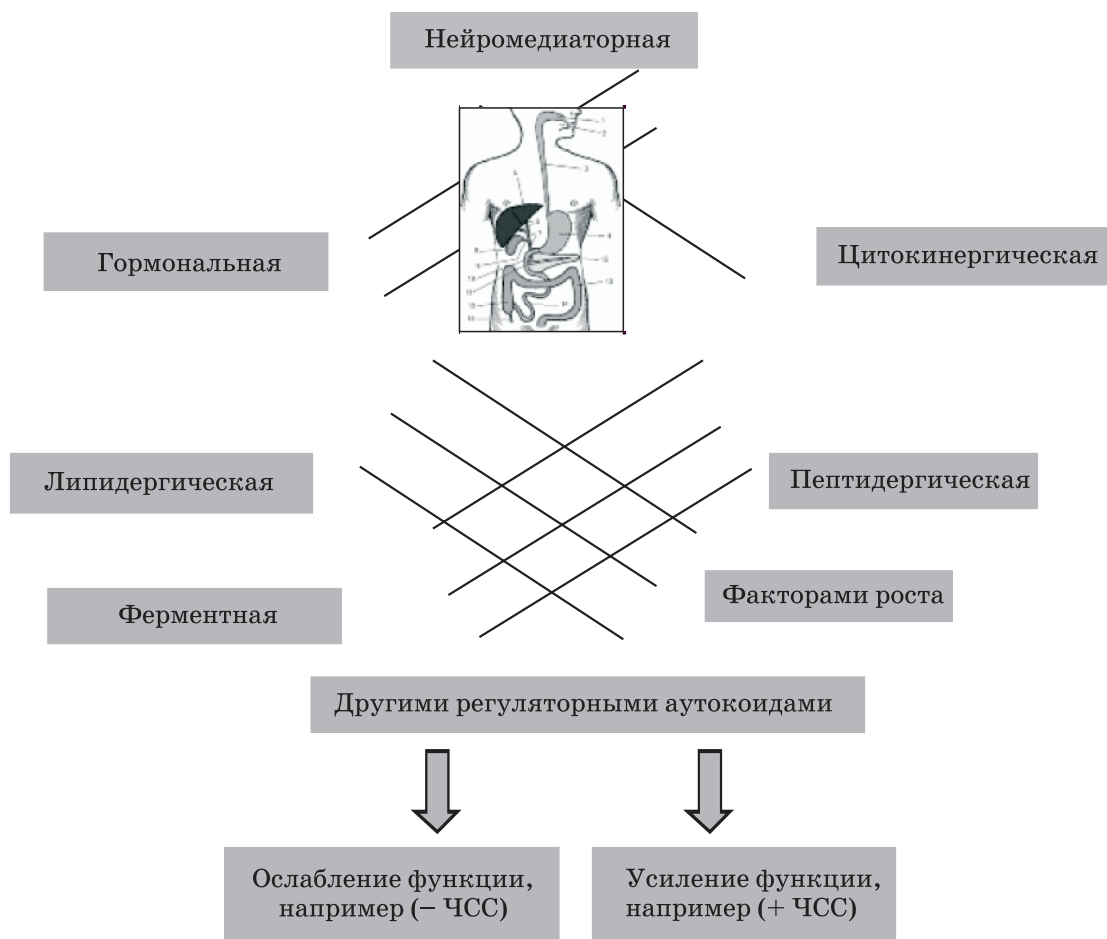 Нейромедиаторная
Гормональная
Цитокинергическая
Липидергическая
Пептидергическая
Ферментная
Факторами роста
Другими регуляторными аутокоидами
Ослабление функции,
например (– ЧСС)
Усиление функции,
например (+ ЧСС)